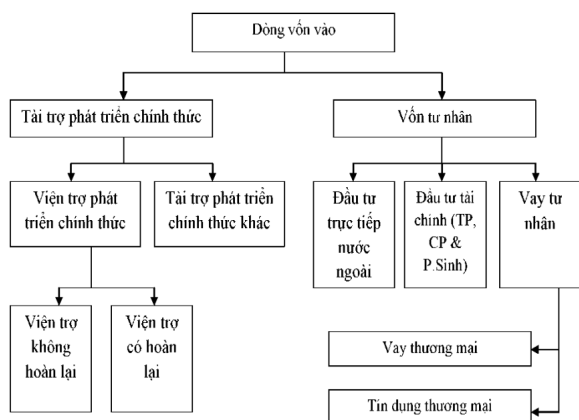 Dòng vốn vào
Tài trợ phát triển chính thức
Vốn tư nhân
Viện trợ phát
triển chính thức
Tài trợ phát triển
chính thức khác
Đầu tư
trực tiếp
nước
ngoài
Đầu tư tài
chính (TP,
CP &
P.Sinh)
Vay tư
nhân
Viện trợ
không
hoàn lại
Viện trợ
có hoàn
lại
Vay thương mại
Tín dụng thương mại